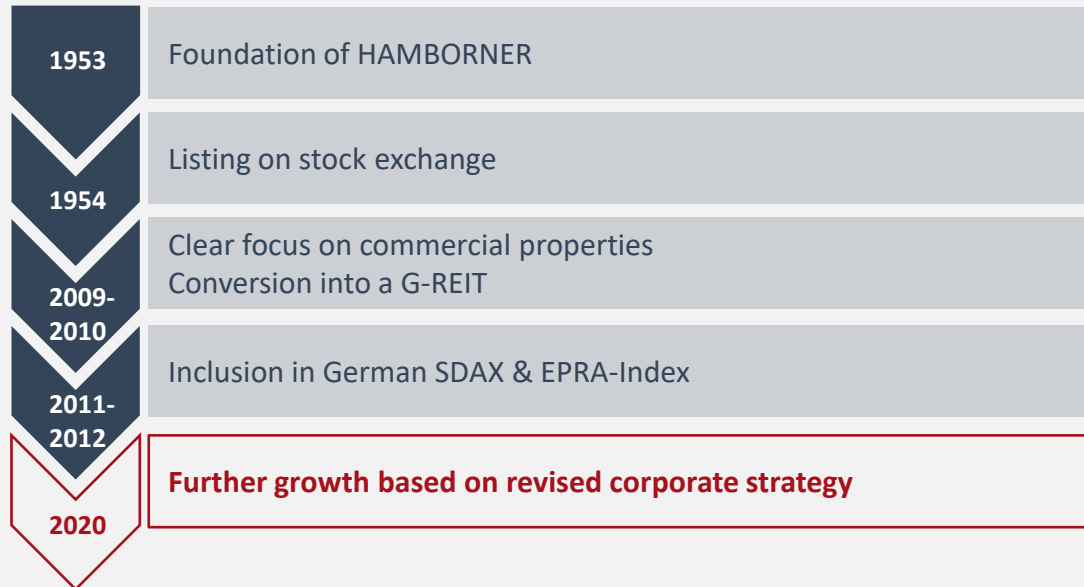 1953
Foundation of HAMBORNER
Listing on stock exchange
1954
Clear focus on commercial properties
Conversion into a G-REIT
2009-
2010
Inclusion in German SDAX & EPRA-Index
2011-
2012
Further growth based on revised corporate strategy
2020